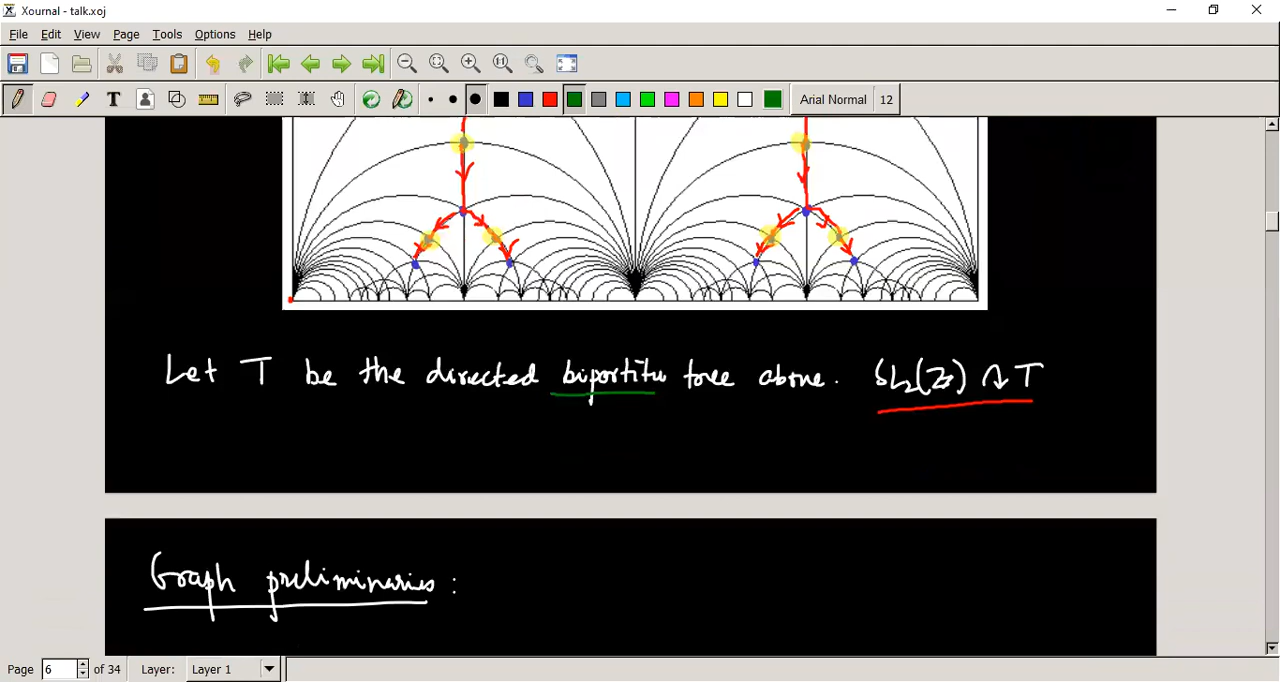 Xournal - talk.xoj
File Edit View Page Tools Options Help
Arial Normal 12
Let T be the directed bipartite tree above. SL₂(ℤ) ↷ T
Graph preliminaries :
Page 6 of 34 Layer: Layer 1